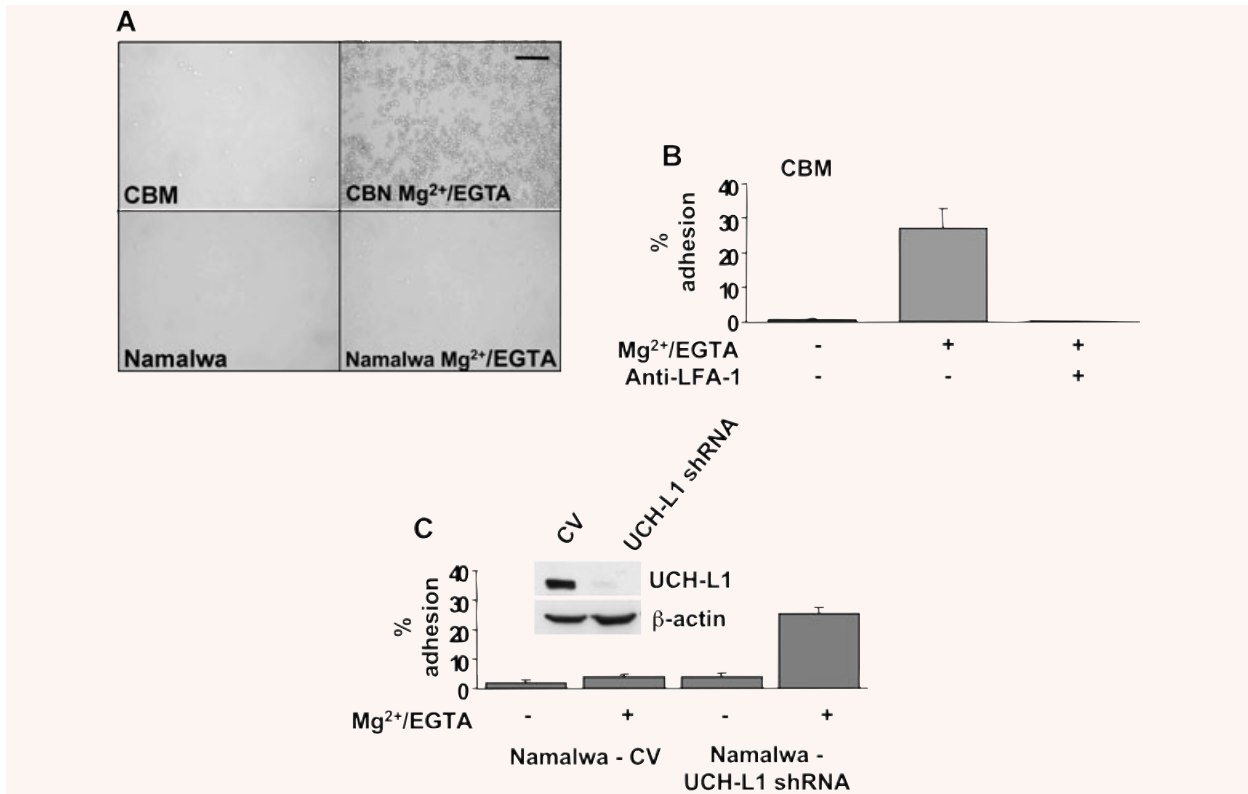 A
CBM
CBN Mg²⁺/EGTA
Namalwa
Namalwa Mg²⁺/EGTA
B
CBM
% adhesion
40
30
20
10
0
Mg²⁺/EGTA - + +
Anti-LFA-1 - - +
C
CV
UCH-L1 shRNA
UCH-L1
β-actin
% adhesion
40
30
20
10
0
Mg²⁺/EGTA - + - +
Namalwa - CV
Namalwa -
UCH-L1 shRNA